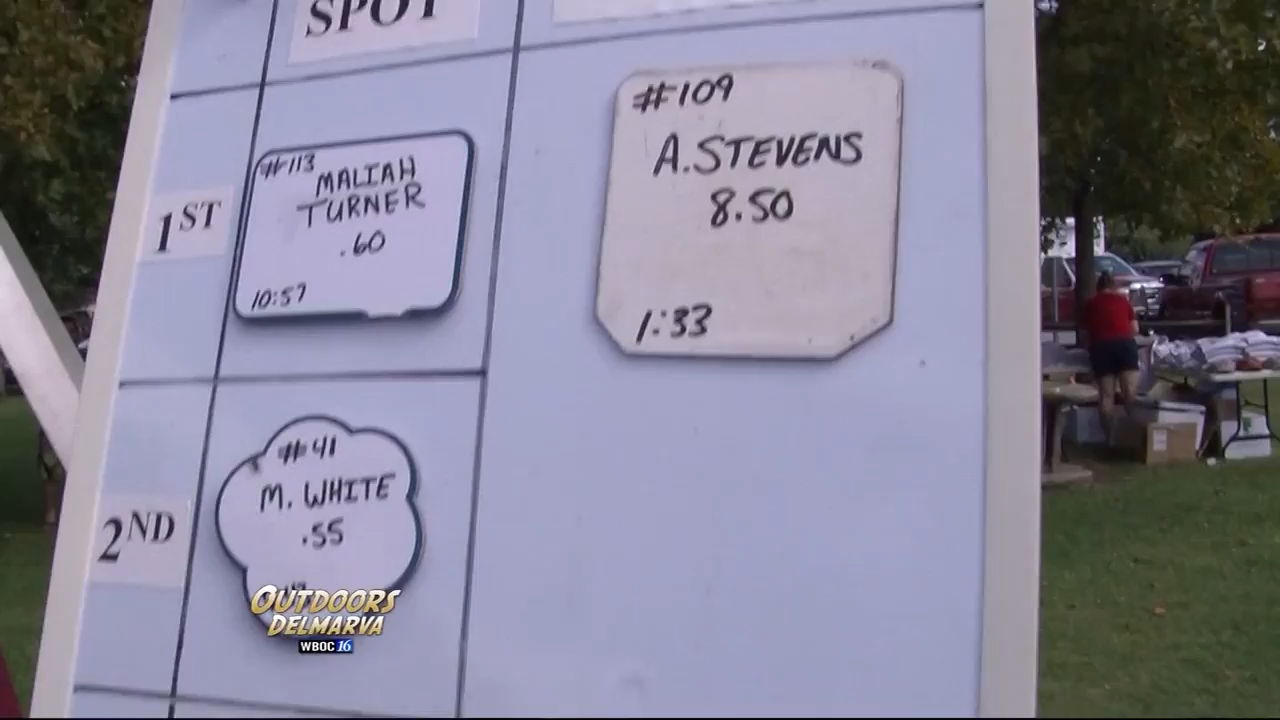 SPOT
1ST
#113
MALIAH
TURNER
.60
10:57
#109
A.STEVENS
8.50
1:33
2ND
#41
M. WHITE
.55
OUTDOORS
DELMARVA
WBOC 16